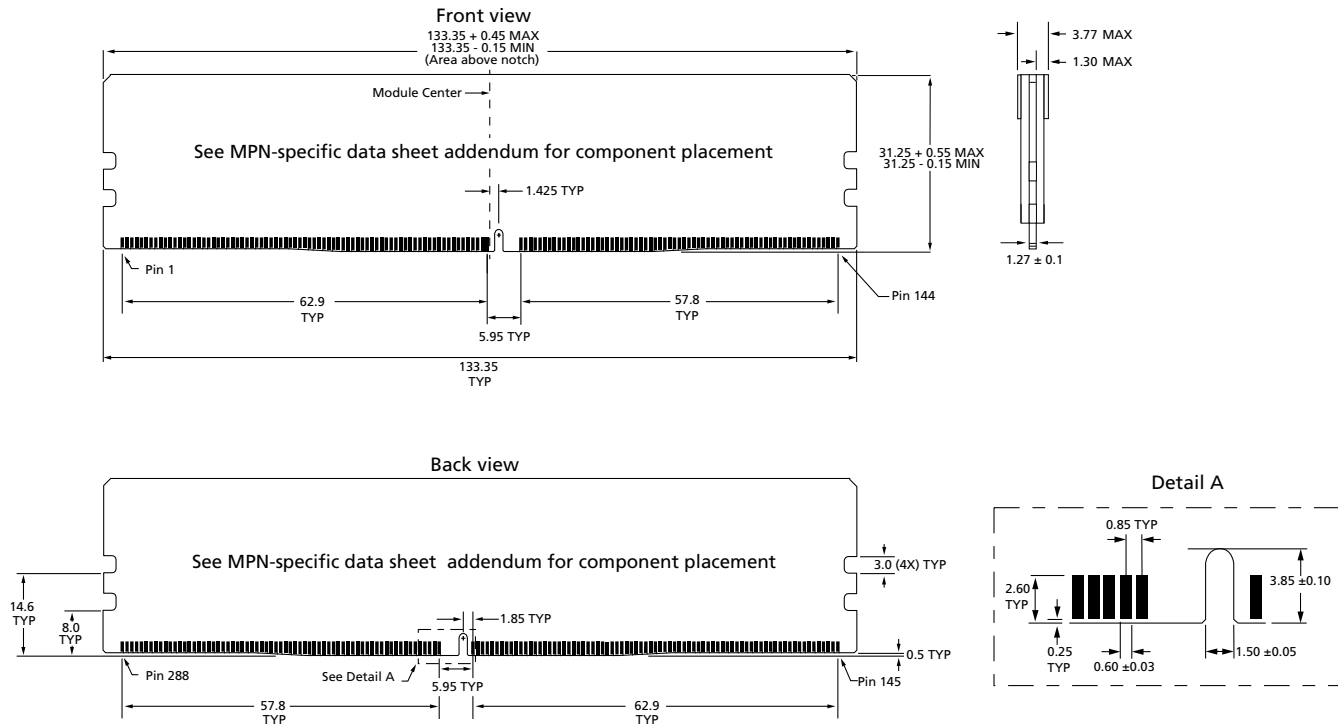 Front view
133.35 + 0.45 MAX
133.35 - 0.15 MIN
(Area above notch)
Module Center
See MPN-specific data sheet addendum for component placement
1.425 TYP
31.25 + 0.55 MAX
31.25 - 0.15 MIN
3.77 MAX
1.30 MAX
1.27 ± 0.1
Pin 1
Pin 144
62.9
TYP
57.8
TYP
5.95 TYP
133.35
TYP
Back view
See MPN-specific data sheet addendum for component placement
3.0 (4X) TYP
14.6
TYP
8.0
TYP
1.85 TYP
0.5 TYP
Pin 288
See Detail A
5.95 TYP
Pin 145
57.8
TYP
62.9
TYP
Detail A
0.85 TYP
2.60
TYP
3.85 ±0.10
0.25
TYP
0.60 ±0.03
1.50 ±0.05